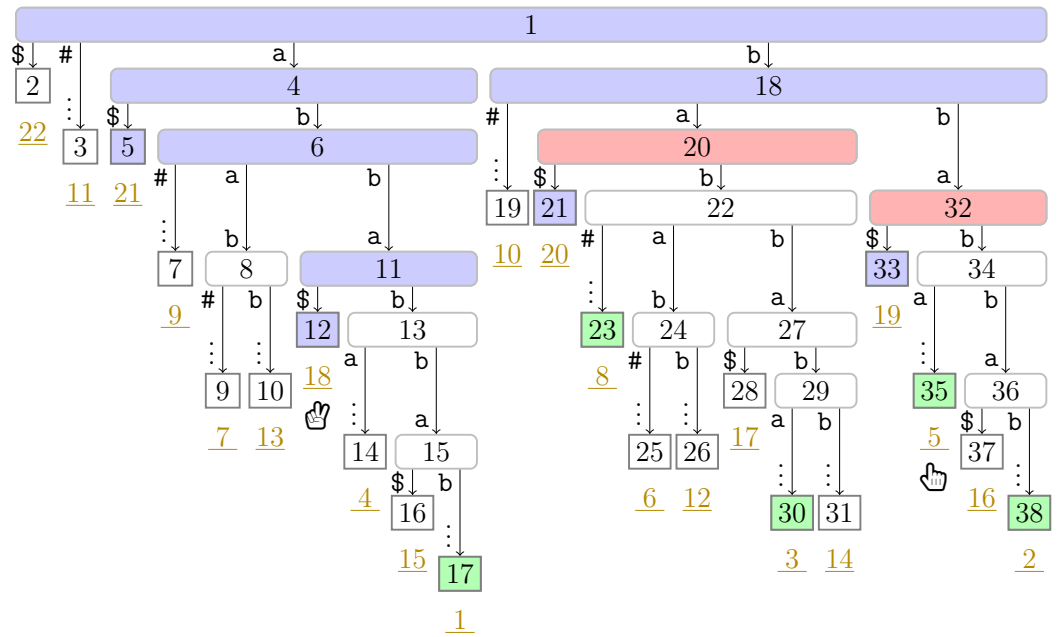 1
$ # a b
2 4 18
22 ⋮ $ b # a b
3 5 6 20
11 21 # a b ⋮ $ b a
⋮ b a 19 21 22 32
7 8 11 10 20 # a b $ b
9 # b $ b ⋮ b a 33 34
⋮ ⋮ 12 13 23 24 27 19 a b
9 10 18 a b 8 # b $ b ⋮ a
7 13 ⋮ a ⋮ ⋮ 28 29 35 36
14 15 25 26 17 a b 5 $ b
4 $ b 6 12 ⋮ ⋮ 37 ⋮
16 ⋮ 30 31 16 38
15 17 3 14 2
1